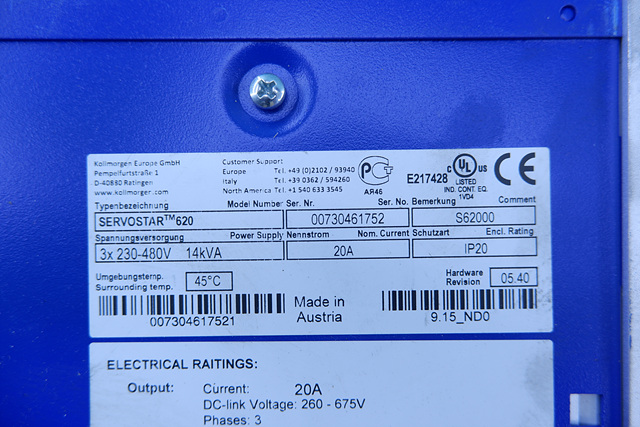 Kollmorgen Europe GmbH
Pempelfurtstraße 1
D-40880 Ratingen
www.kollmorgen.com
Customer Support
Europe Tel. +49 (0)2102 / 93940
Italy Tel. +39 0362 / 594260
North America Tel. +1 540 633 3545
PCT
AR46
E217428
c UL us
LISTED
IND. CONT. EQ.
1VD4
CE
Typenbezeichnung Model Number Ser. Nr. Ser. No. Bemerkung Comment
SERVOSTAR™620 00730461752 S62000
Spannungsversorgung Power Supply Nennstrom Nom. Current Schutzart Encl. Rating
3x 230-480V 14kVA 20A IP20
Umgebungstemp.
Surrounding temp. 45°C
Hardware
Revision 05.40
Made in
Austria
007304617521
9.15_ND0
ELECTRICAL RAITINGS:
Output: Current: 20A
DC-link Voltage: 260 - 675V
Phases: 3